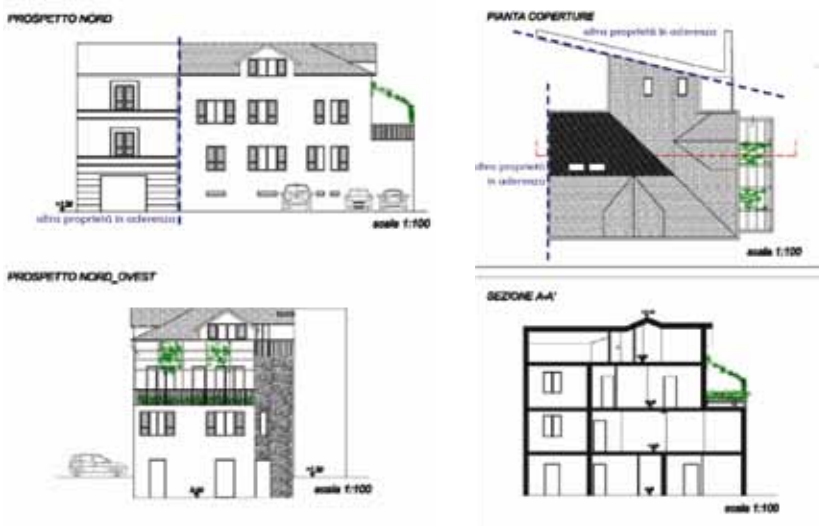 PROSPETTO NORD
altra proprietà in aderenza
scala 1:100
PIANTA COPERTURE
altra proprietà in aderenza
altra proprietà
in aderenza
scala 1:100
PROSPETTO NORD_OVEST
scala 1:100
SEZIONE A-A'
scala 1:100